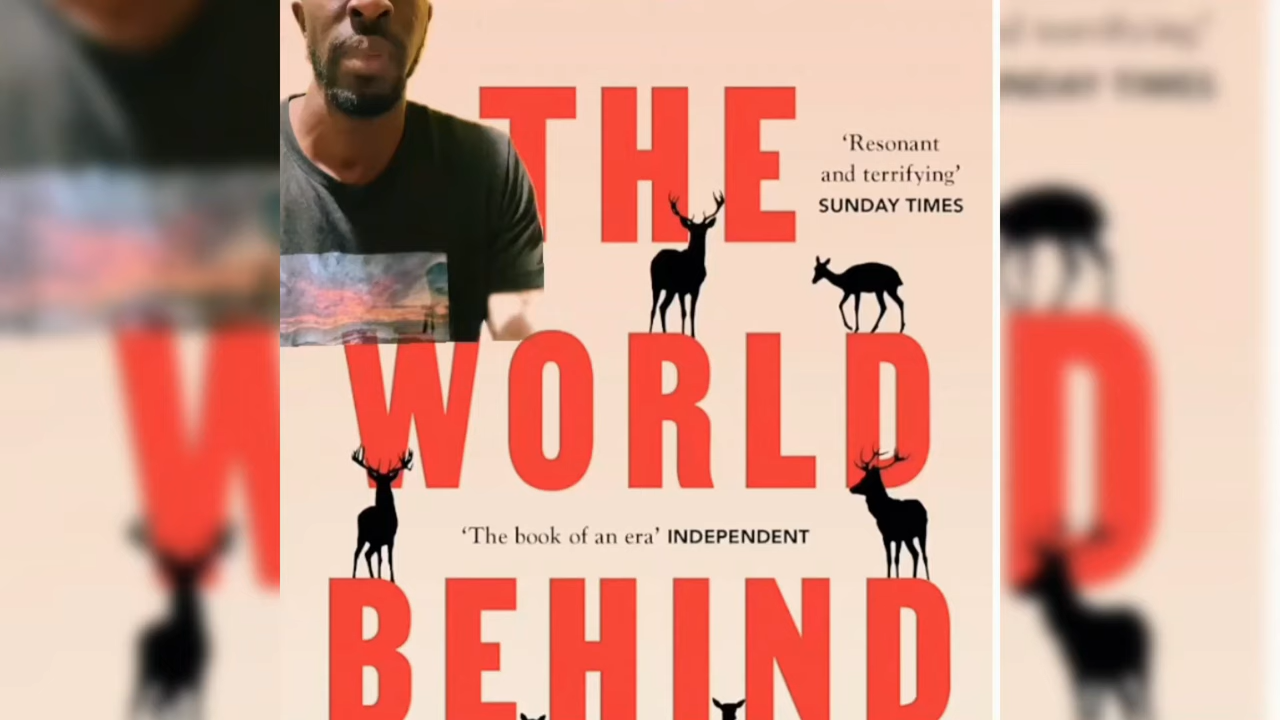 THE
‘Resonant
and terrifying’
SUNDAY TIMES
WORLD
‘The book of an era’ INDEPENDENT
BEHIND